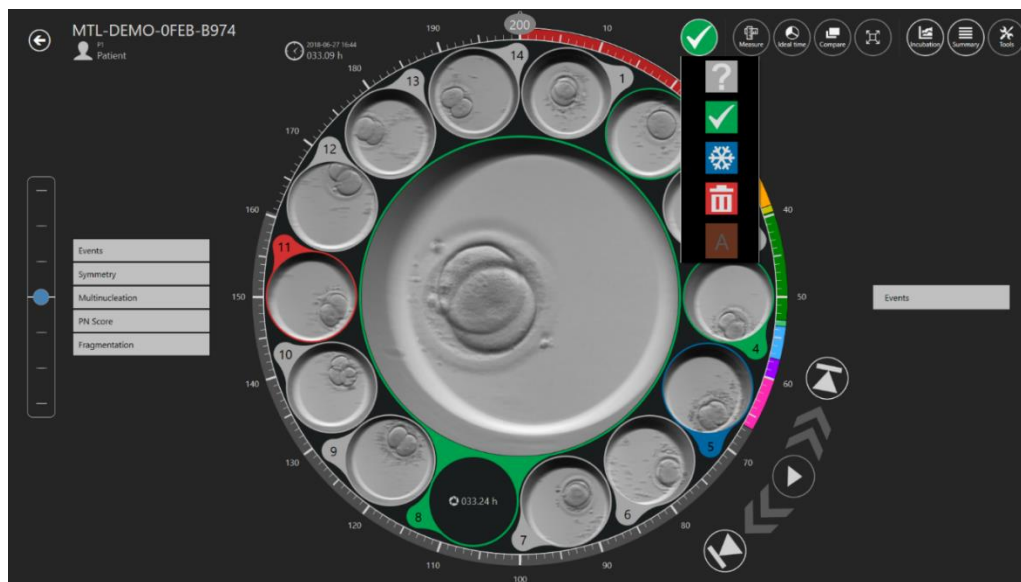 MTL-DEMO-0FEB-B974
P1
Patient
2018-06-27 16:44
033.09 h
Measure
Ideal time
Compare
Incubation
Summary
Tools
A
200
10
40
50
60
70
80
90
100
110
120
130
140
150
160
170
180
190
1
4
5
6
7
8
9
10
11
12
13
14
033.24 h
Events
Symmetry
Multinucleation
PN Score
Fragmentation
Events